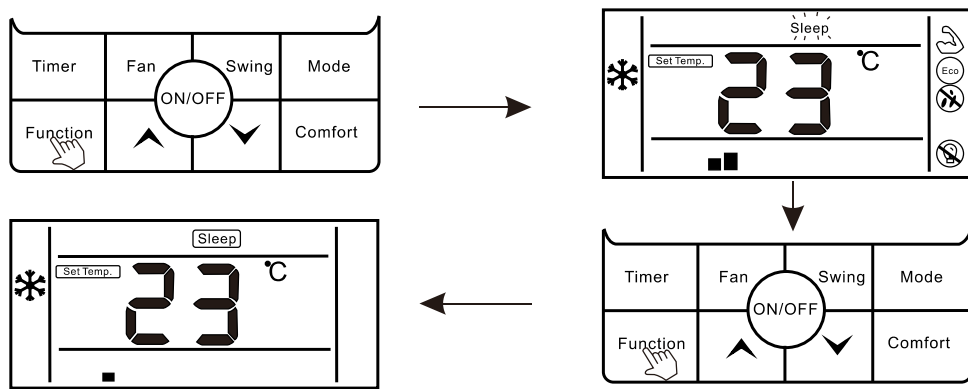 Timer Fan Swing Mode
ON/OFF
Function Comfort
Sleep
Set Temp. 23 °C
Eco
Timer Fan Swing Mode
ON/OFF
Function Comfort
Sleep
Set Temp. 23 °C